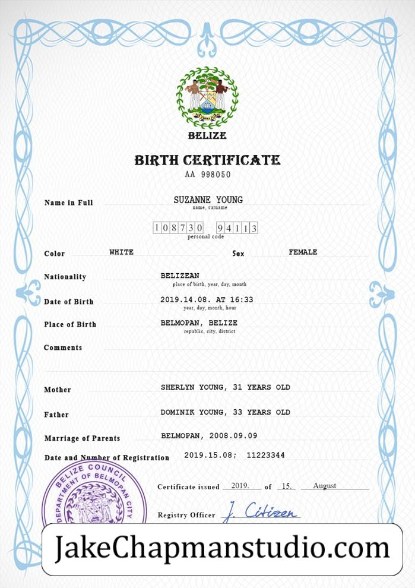 BELIZE
BIRTH CERTIFICATE
AA 998050
Name in Full SUZANNE YOUNG
name, surname
108730 94113
personal code
Color WHITE Sex FEMALE
Nationality BELIZEAN
place of birth, year, day, month
Date of Birth 2019.14.08. AT 16:33
year, day, month, hour
Place of Birth BELMOPAN, BELIZE
republic, city, district
Comments
Mother SHERLYN YOUNG, 31 YEARS OLD
Father DOMINIK YOUNG, 33 YEARS OLD
Marriage of Parents BELMOPAN, 2008.09.09
Date and Number of Registration 2019.15.08; 11223344
BELIZE COUNCIL
DEPARTMENT OF BELMOPAN CITY
Certificate issued 2019. of 15. August
Registry Officer J. Citizen
JakeChapmanstudio.com